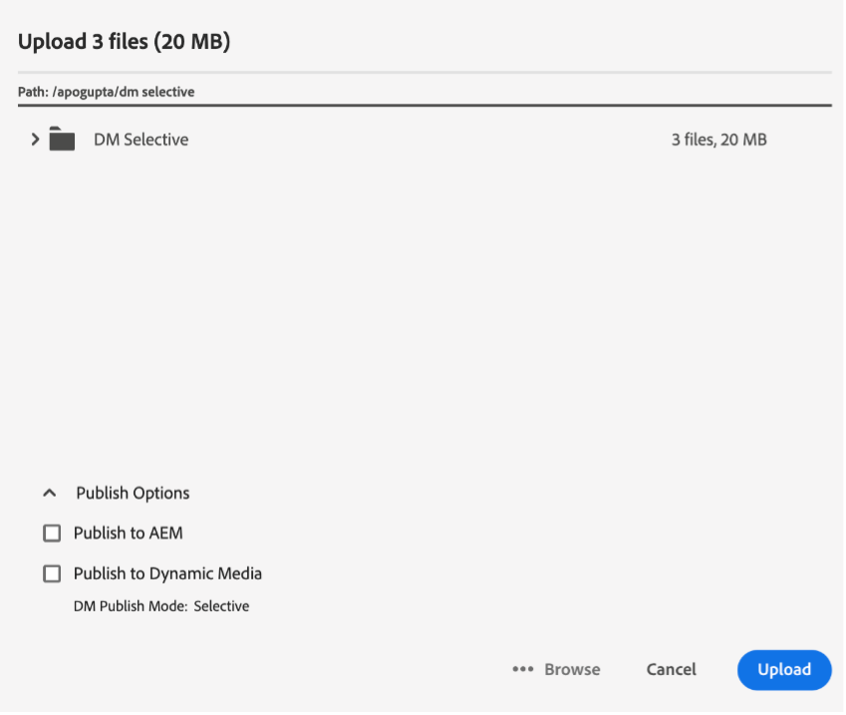 Upload 3 files (20 MB)
Path: /apogupta/dm selective
DM Selective 3 files, 20 MB
Publish Options
Publish to AEM
Publish to Dynamic Media
DM Publish Mode: Selective
••• Browse Cancel Upload